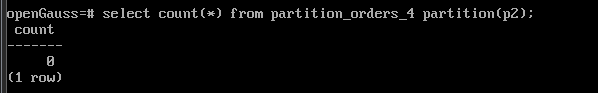 openGauss=# select count(*) from partition_orders_4 partition(p2);
count
-------
0
(1 row)